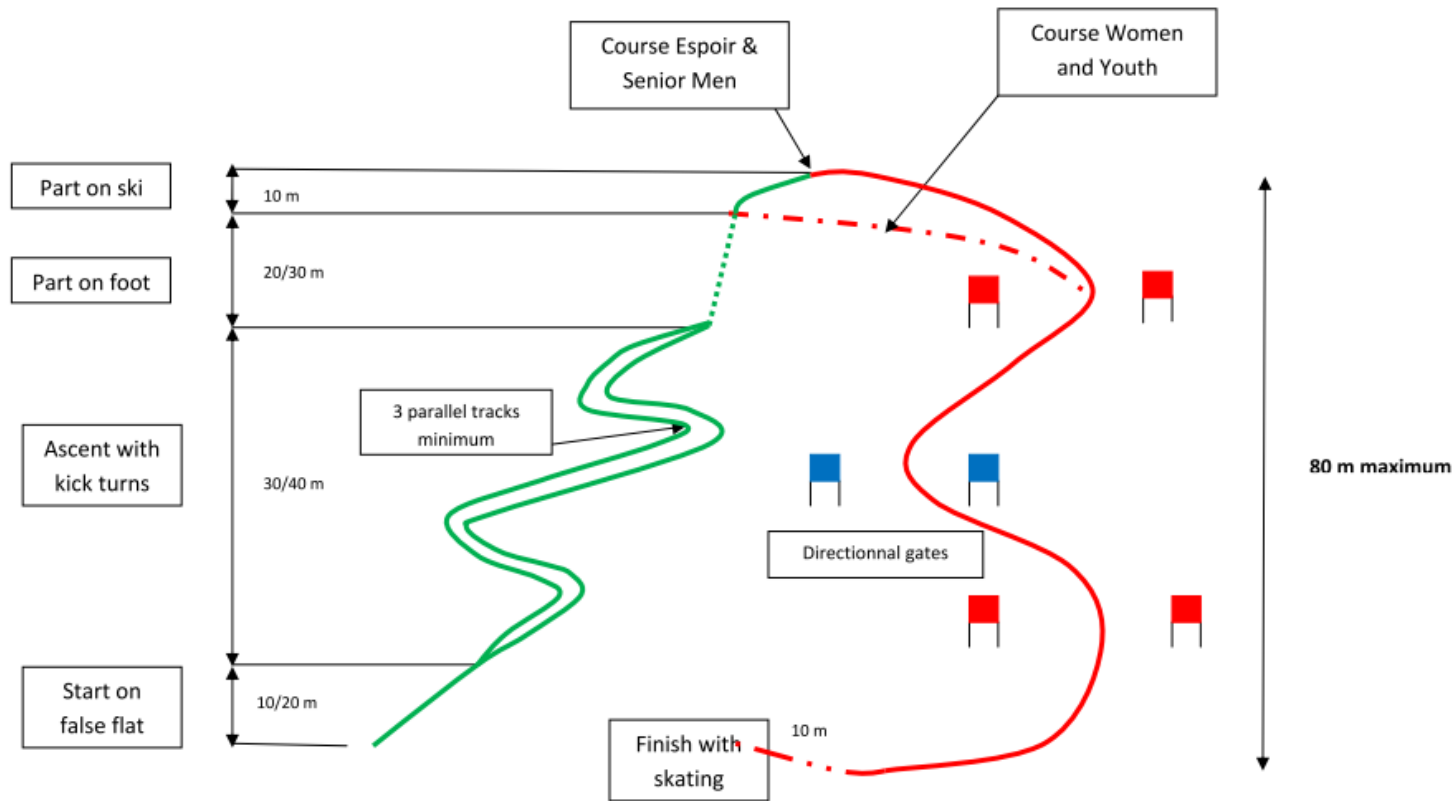 Course Espoir &
Senior Men
Course Women
and Youth
Part on ski
10 m
Part on foot
20/30 m
3 parallel tracks
minimum
Ascent with
kick turns
30/40 m
80 m maximum
Directionnal gates
Start on
false flat
10/20 m
Finish with
skating
10 m